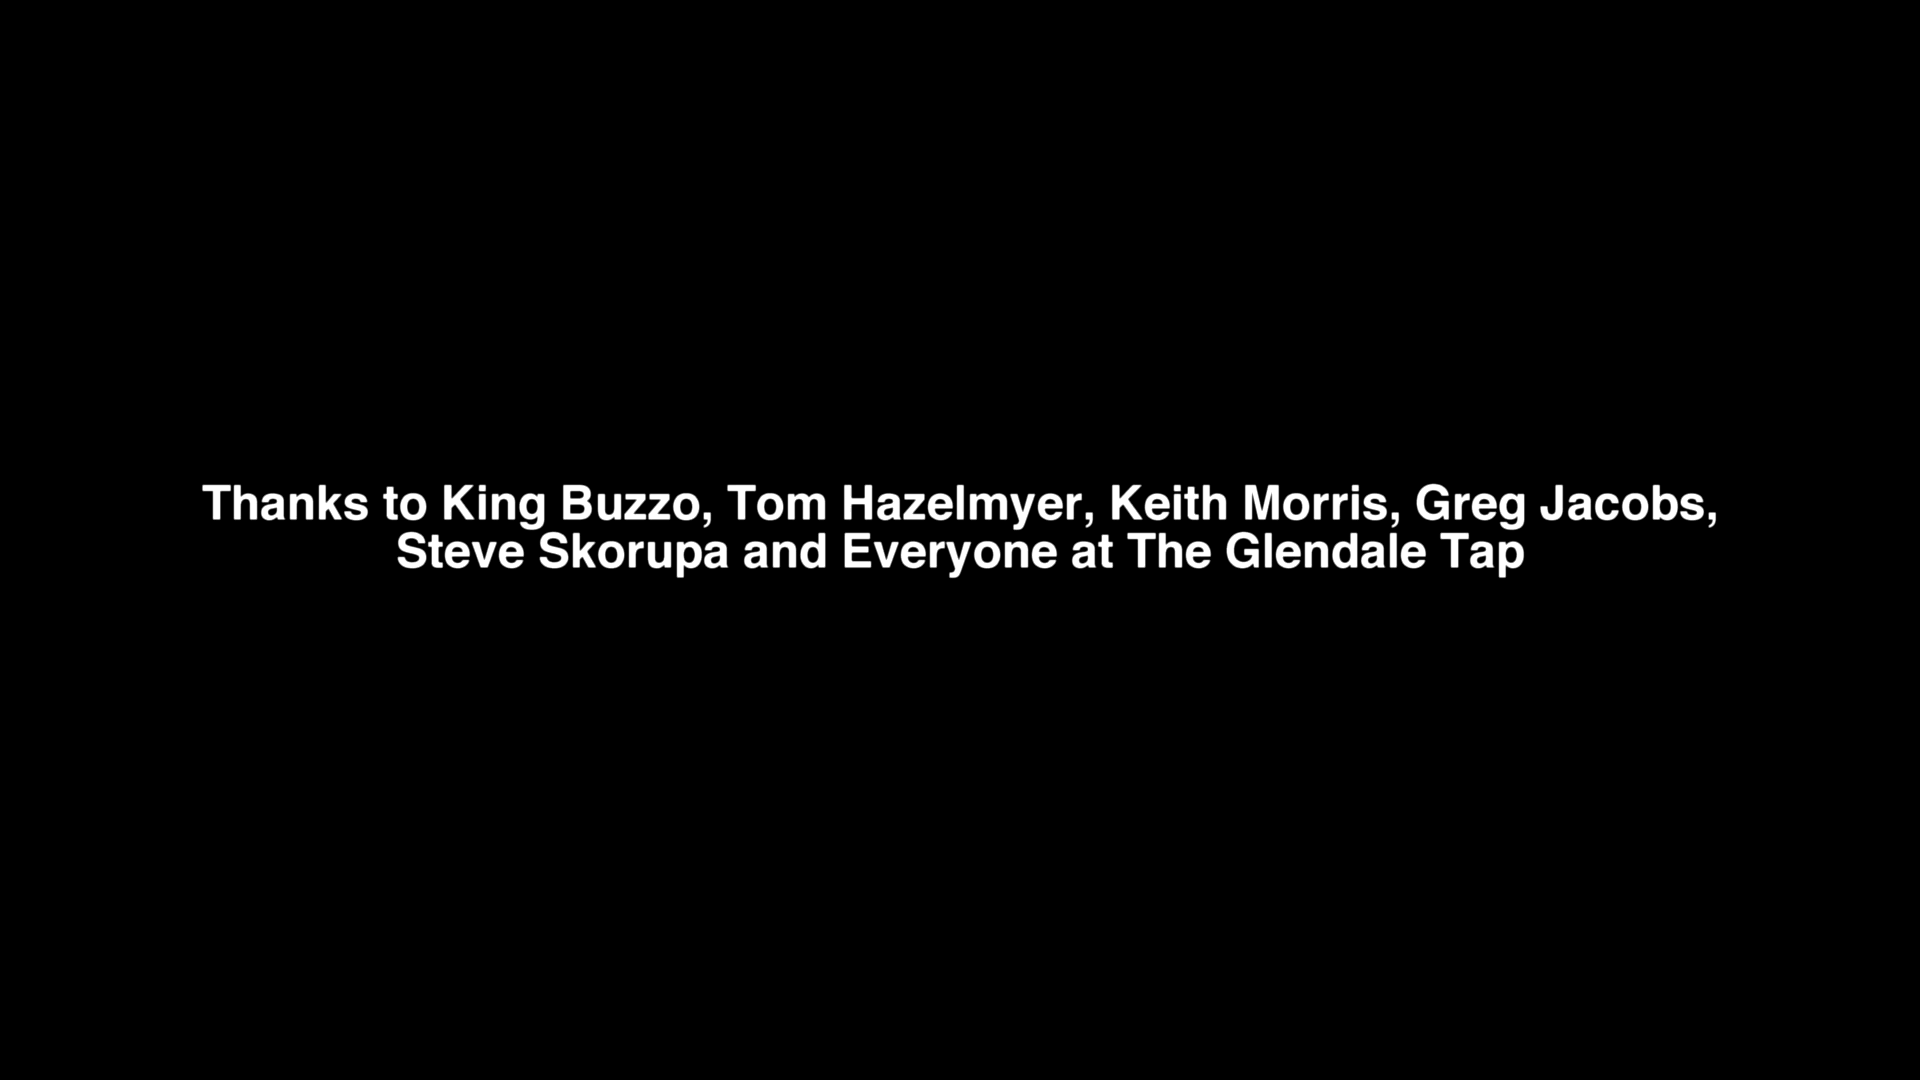 Thanks to King Buzzo, Tom Hazelmyer, Keith Morris, Greg Jacobs,
Steve Skorupa and Everyone at The Glendale Tap